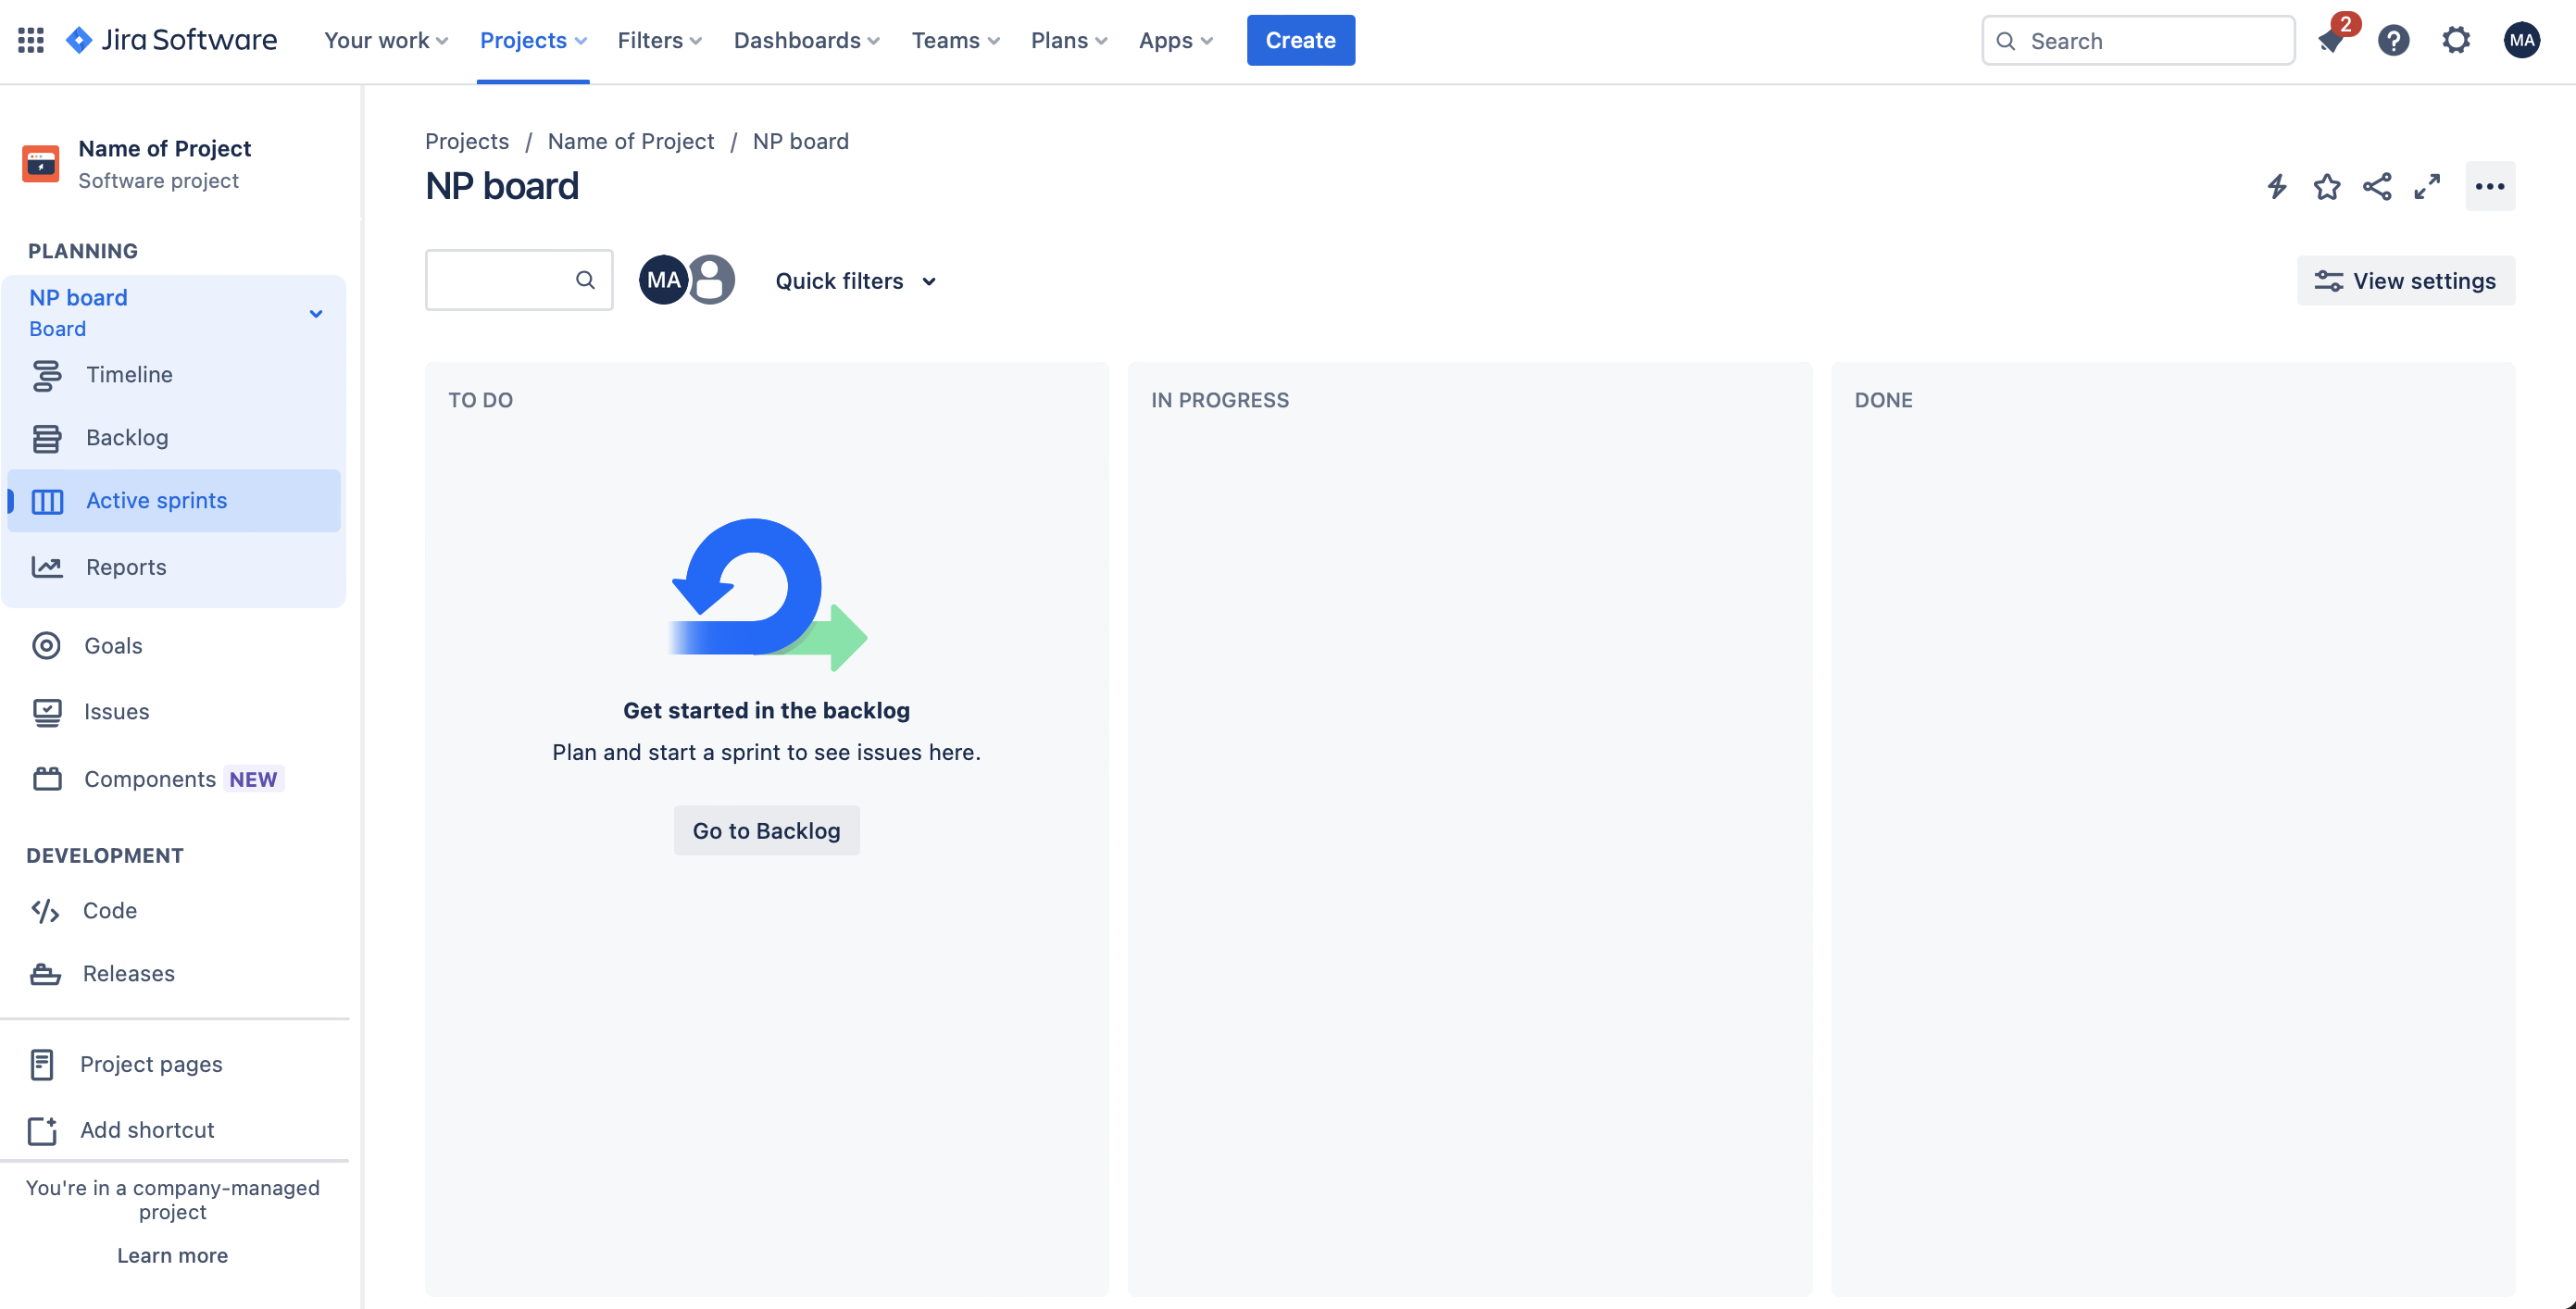 Jira Software Your work Projects Filters Dashboards Teams Plans Apps Create Search 2 MA
Name of Project
Software project
PLANNING
NP board
Board
Timeline
Backlog
Active sprints
Reports
Goals
Issues
Components NEW
DEVELOPMENT
Code
Releases
Project pages
Add shortcut
You're in a company-managed
project
Learn more
Projects / Name of Project / NP board
NP board
MA Quick filters View settings
TO DO IN PROGRESS DONE
Get started in the backlog
Plan and start a sprint to see issues here.
Go to Backlog